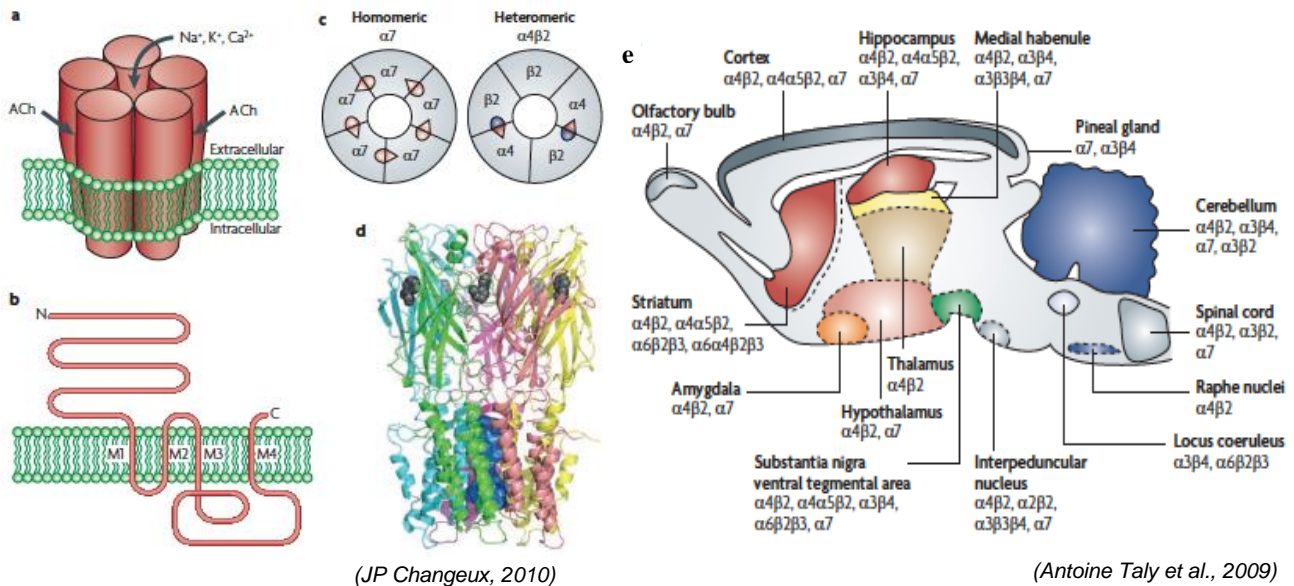 a
Na⁺, K⁺, Ca²⁺
ACh
ACh
Extracellular
Intracellular
b
N
M1
M2
M3
M4
C
c
Homomeric
α7
α7
α7
α7
α7
α7
Heteromeric
α4β2
β2
β2
α4
α4
β2
d
(JP Changeux, 2010)
e
Olfactory bulb
α4β2, α7
Cortex
α4β2, α4α5β2, α7
Hippocampus
α4β2, α4α5β2,
α3β4, α7
Medial habenule
α4β2, α3β4,
α3β3β4, α7
Pineal gland
α7, α3β4
Cerebellum
α4β2, α3β4,
α7, α3β2
Spinal cord
α4β2, α3β2,
α7
Raphe nuclei
α4β2
Locus coeruleus
α3β4, α6β2β3
Striatum
α4β2, α4α5β2,
α6β2β3, α6α4β2β3
Amygdala
α4β2, α7
Thalamus
α4β2
Hypothalamus
α4β2, α7
Substantia nigra
ventral tegmental area
α4β2, α4α5β2, α3β4,
α6β2β3, α7
Interpeduncular
nucleus
α4β2, α2β2,
α3β3β4, α7
(Antoine Taly et al., 2009)